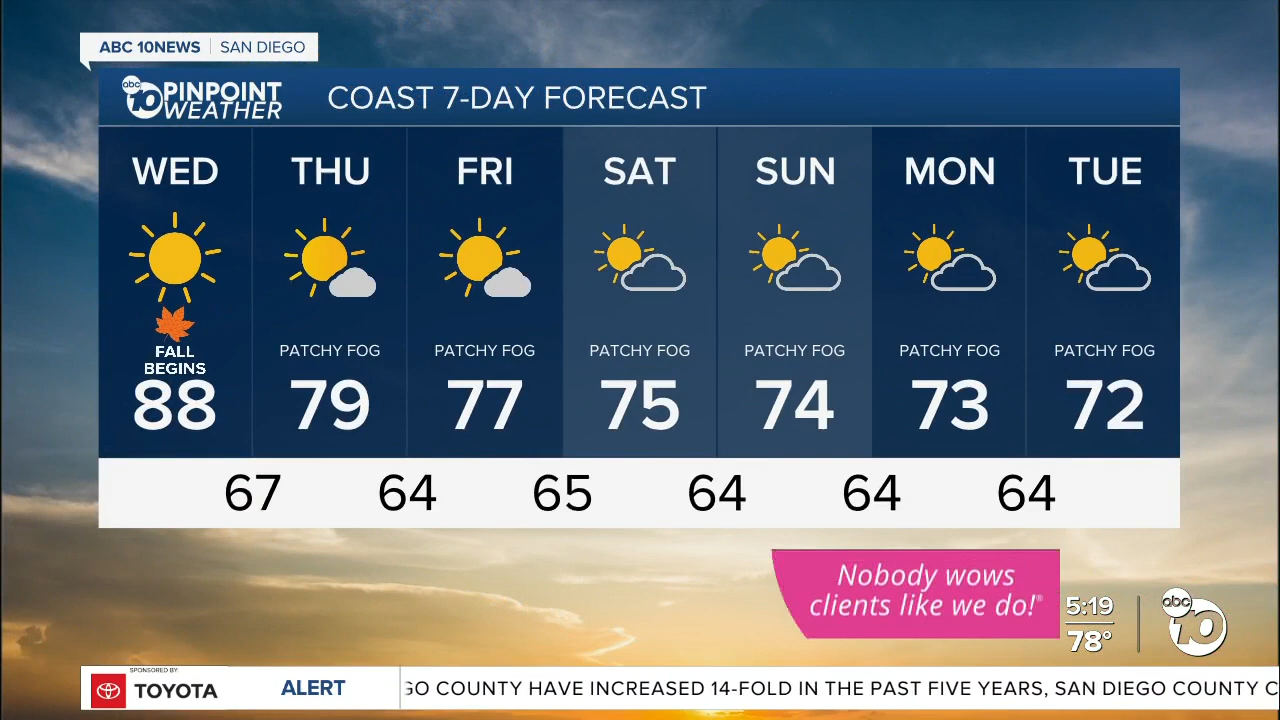 ABC 10NEWS SAN DIEGO
abc 10 PINPOINT WEATHER
COAST 7-DAY FORECAST
WED THU FRI SAT SUN MON TUE
FALL
BEGINS
PATCHY FOG PATCHY FOG PATCHY FOG PATCHY FOG PATCHY FOG PATCHY FOG
88 79 77 75 74 73 72
67 64 65 64 64 64
Nobody wows
clients like we do!®
5:19
78°
abc 10
SPONSORED BY:
TOYOTA
ALERT
GO COUNTY HAVE INCREASED 14-FOLD IN THE PAST FIVE YEARS, SAN DIEGO COUNTY C